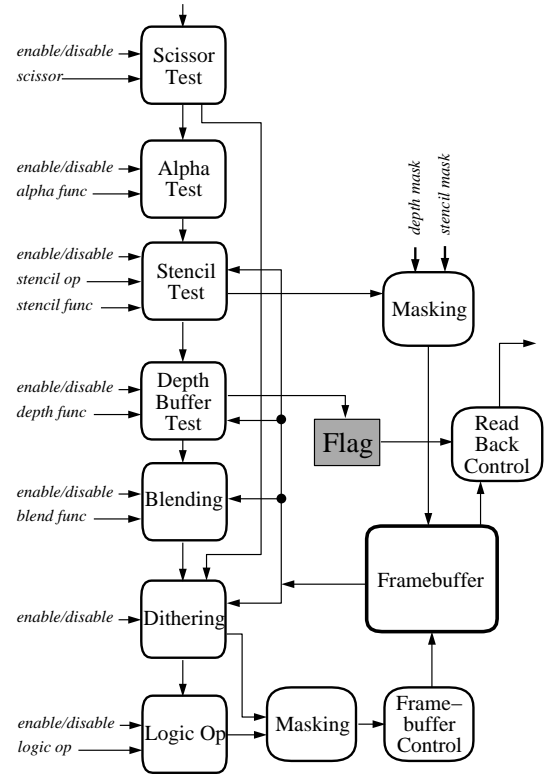 enable/disable
scissor
Scissor
Test
enable/disable
alpha func
Alpha
Test
depth mask
stencil mask
enable/disable
stencil op
stencil func
Stencil
Test
Masking
enable/disable
depth func
Depth
Buffer
Test
Flag
Read
Back
Control
enable/disable
blend func
Blending
Framebuffer
enable/disable
Dithering
enable/disable
logic op
Logic Op
Masking
Frame–
buffer
Control